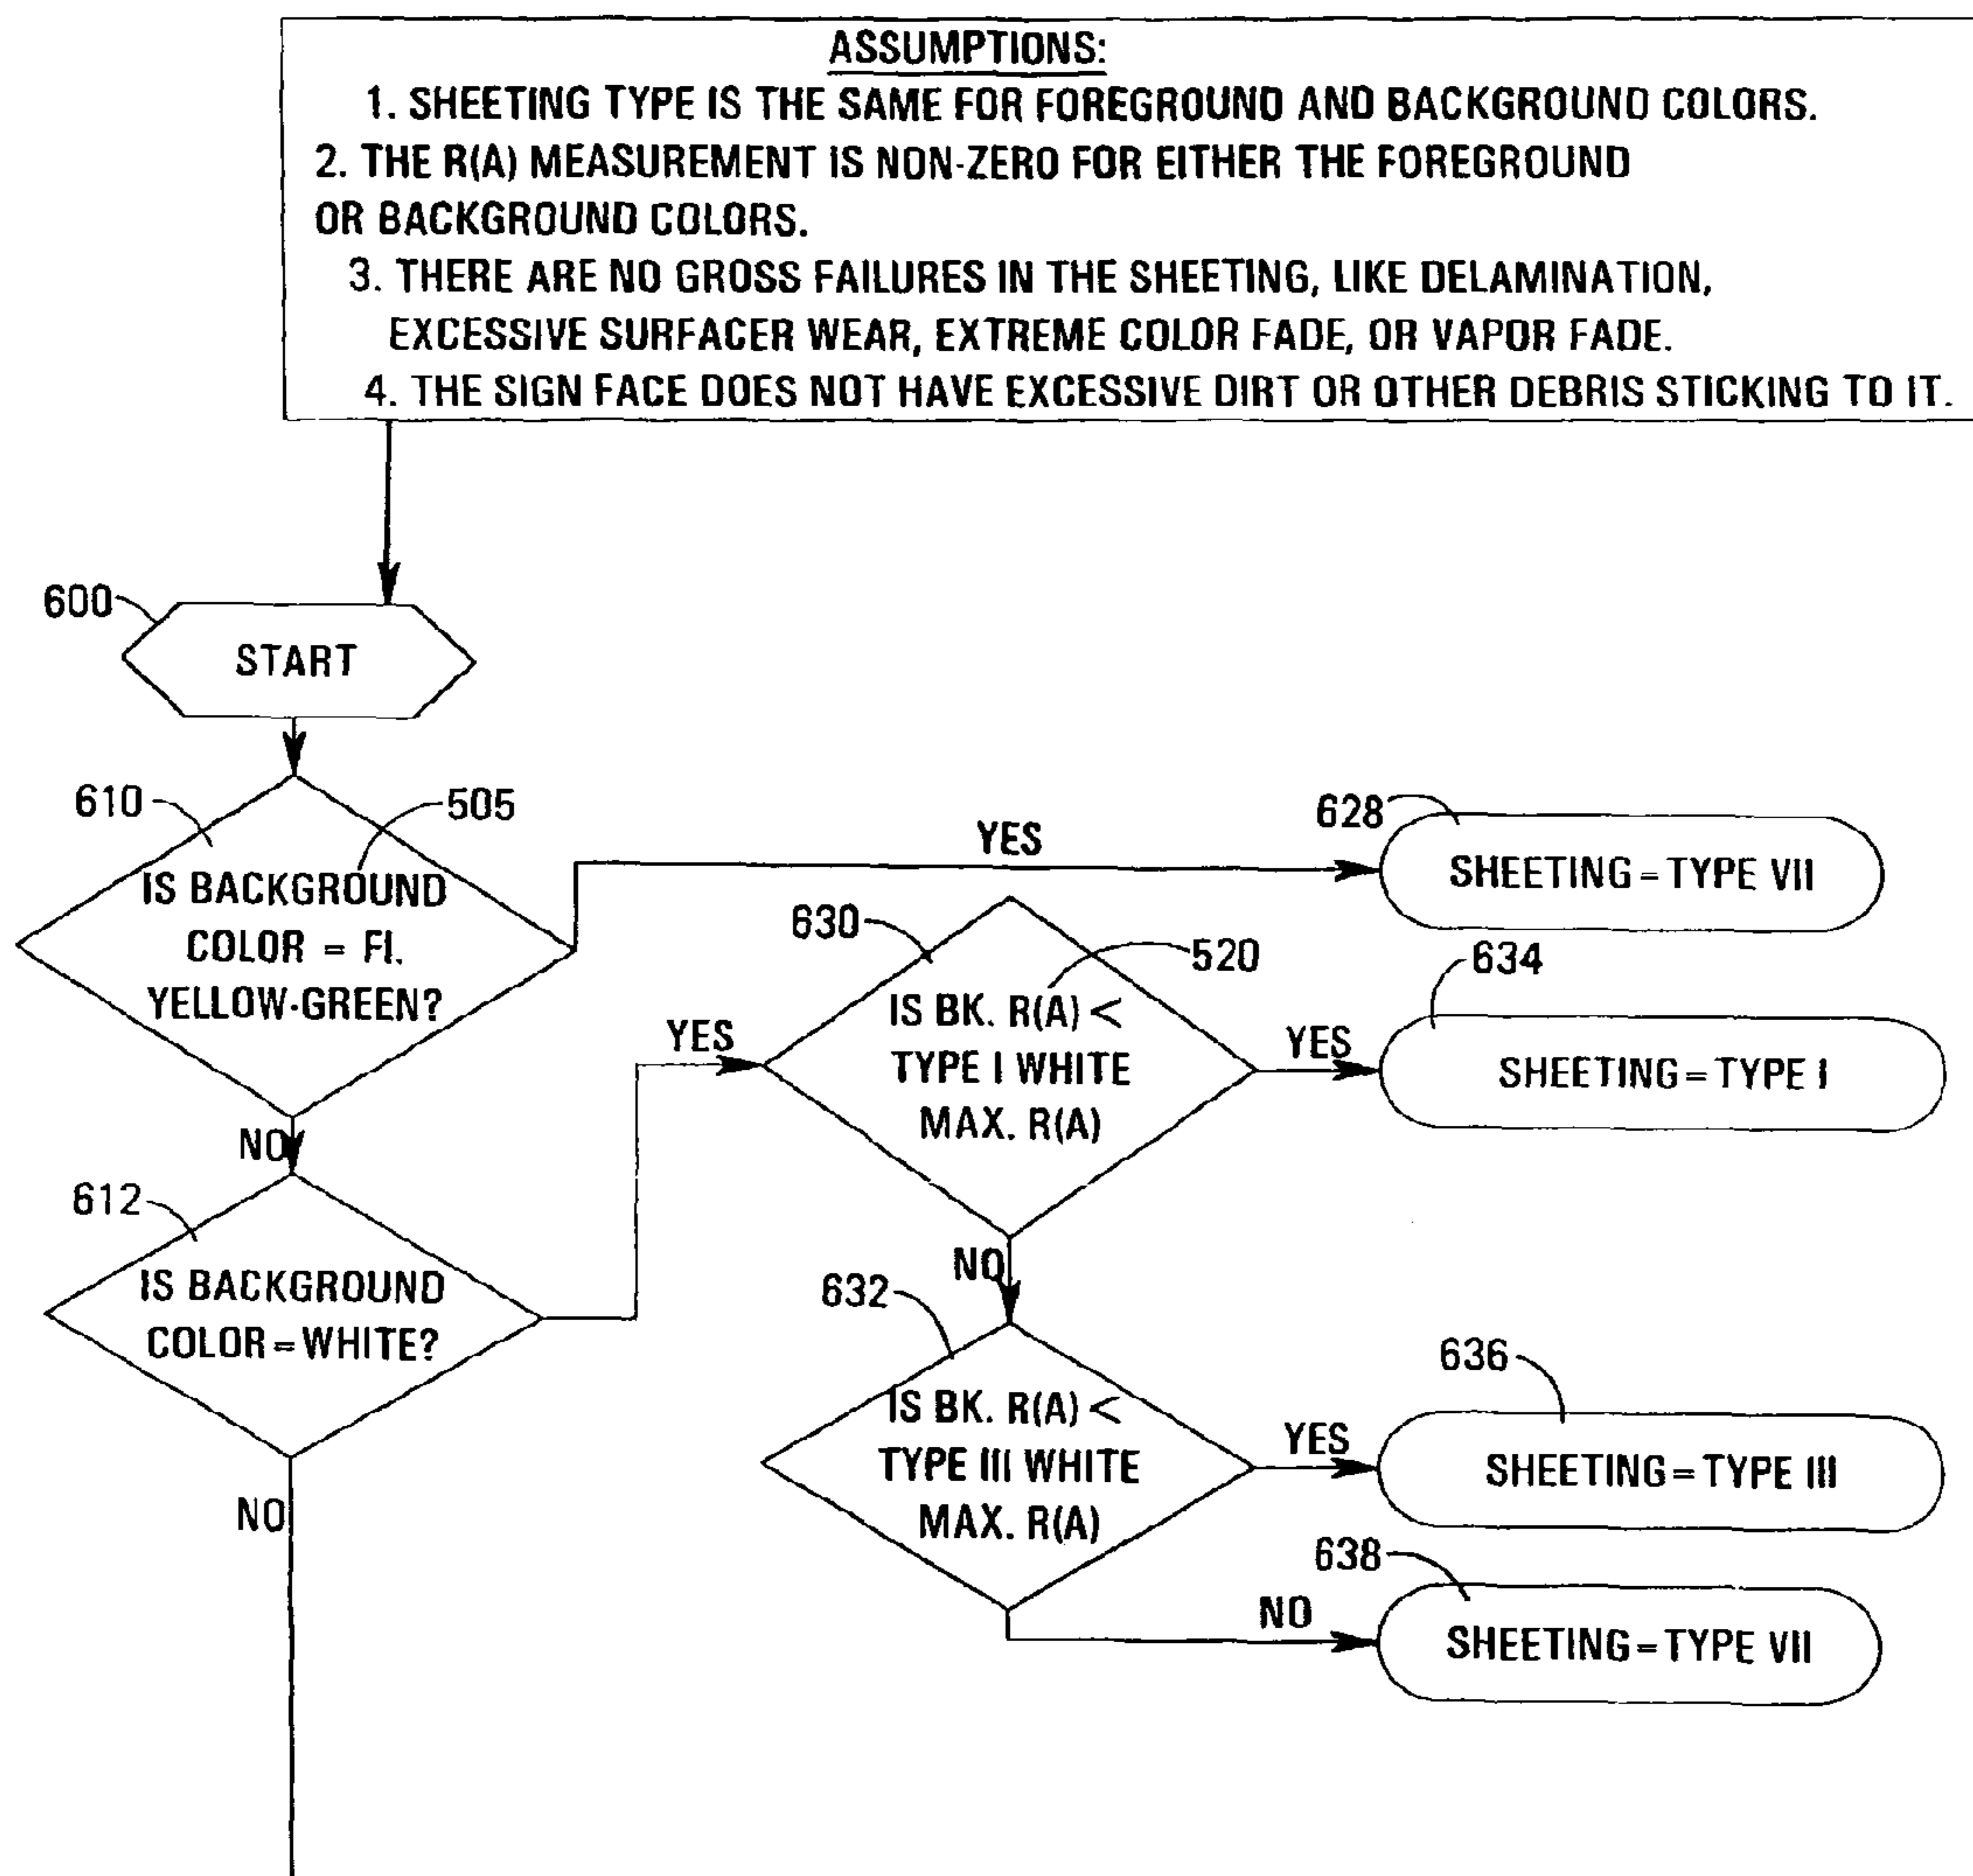 ASSUMPTIONS:
1. SHEETING TYPE IS THE SAME FOR FOREGROUND AND BACKGROUND COLORS.
2. THE R(A) MEASUREMENT IS NON-ZERO FOR EITHER THE FOREGROUND
OR BACKGROUND COLORS.
3. THERE ARE NO GROSS FAILURES IN THE SHEETING, LIKE DELAMINATION,
EXCESSIVE SURFACER WEAR, EXTREME COLOR FADE, OR VAPOR FADE.
4. THE SIGN FACE DOES NOT HAVE EXCESSIVE DIRT OR OTHER DEBRIS STICKING TO IT.
600
START
610
505
IS BACKGROUND
COLOR = Fl.
YELLOW-GREEN?
YES
628
SHEETING = TYPE VII
NO
612
IS BACKGROUND
COLOR = WHITE?
YES
630
520
IS BK. R(A) <
TYPE I WHITE
MAX. R(A)
YES
634
SHEETING = TYPE I
NO
632
IS BK. R(A) <
TYPE III WHITE
MAX. R(A)
YES
636
SHEETING = TYPE III
NO
638
SHEETING = TYPE VII
NO